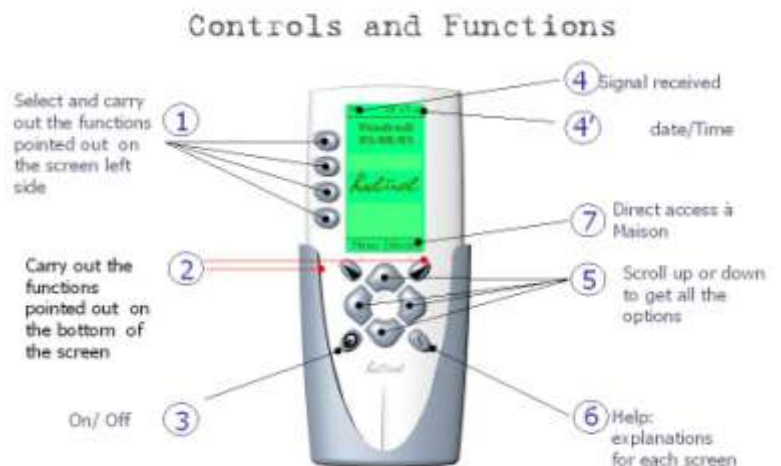 Controls and Functions
Select and carry
out the functions
pointed out on
the screen left
side
1
Carry out the
functions
pointed out on
the bottom of
the screen
2
On/ Off
3
4
Signal received
4'
date/Time
Vendredi
7
Direct access à
Maison
5
Scroll up or down
to get all the
options
6
Help:
explanations
for each screen